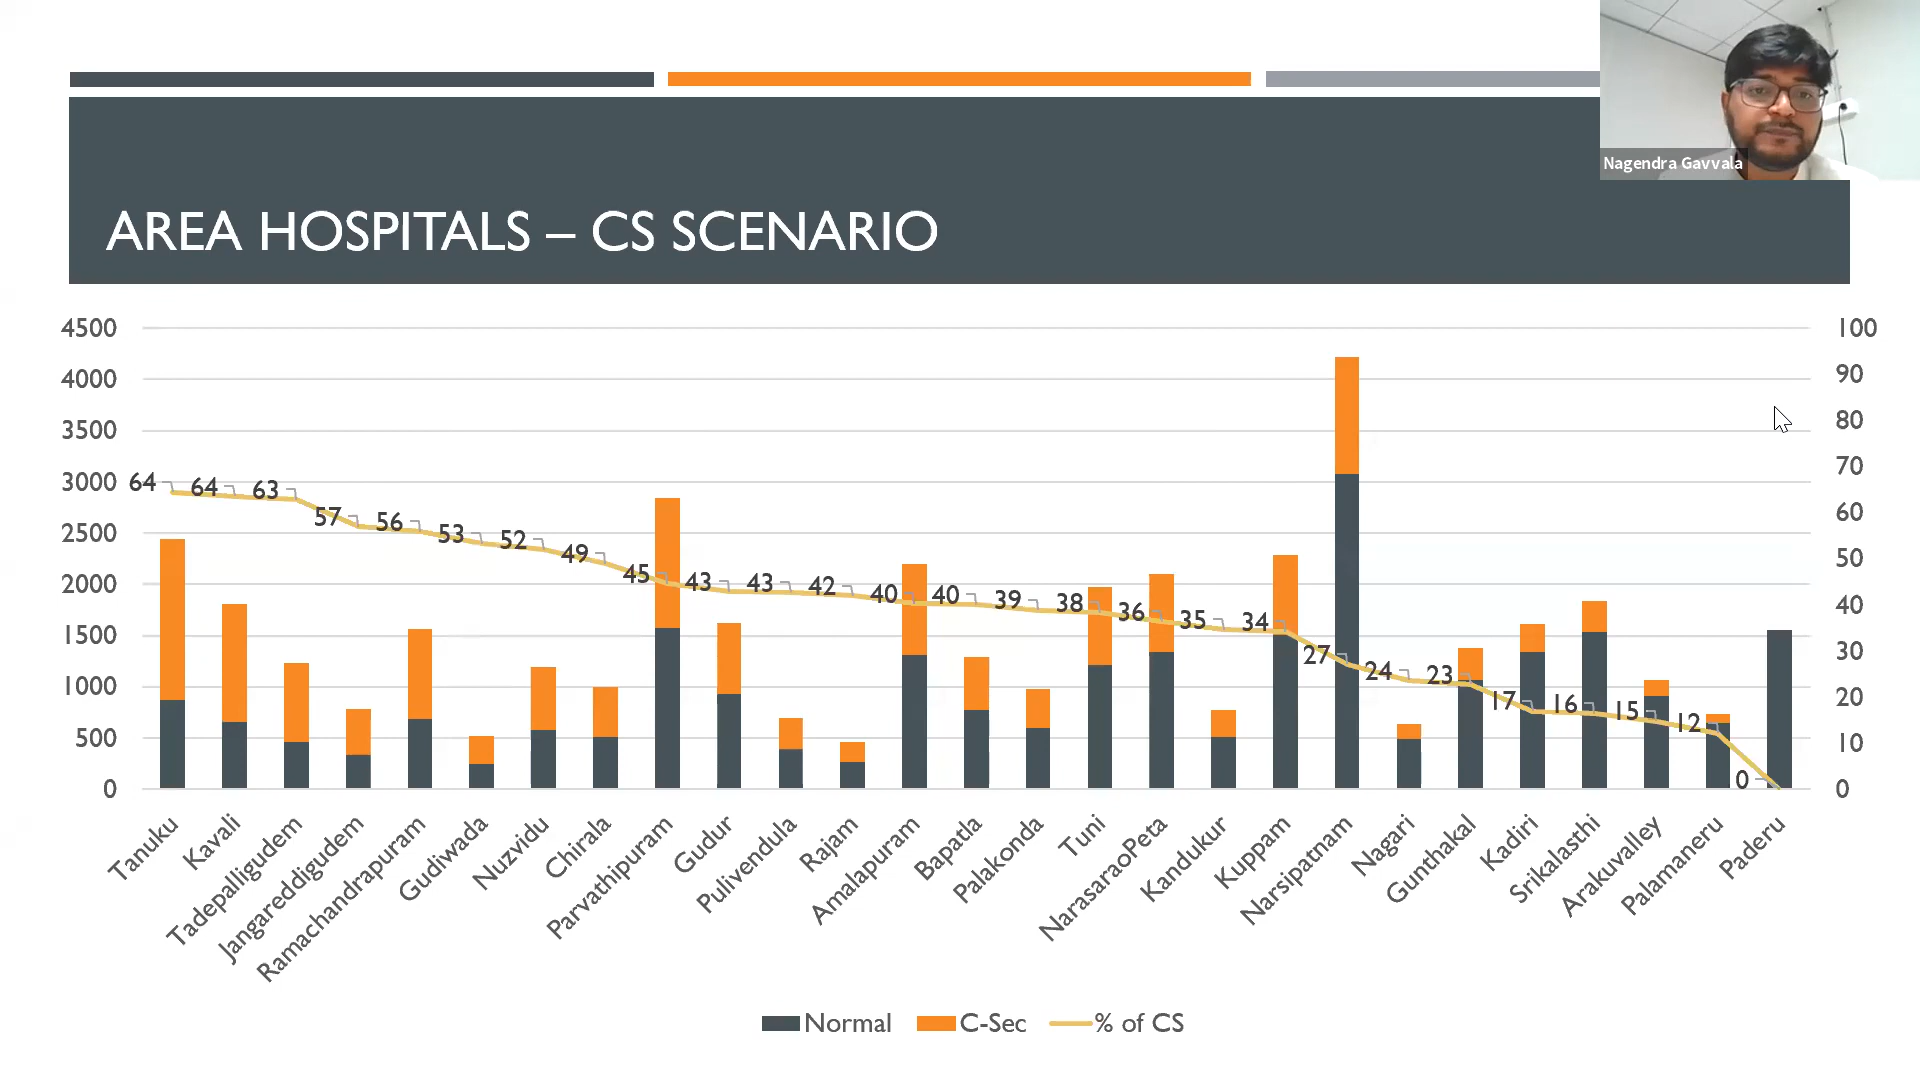 Nagendra Gavvala
AREA HOSPITALS – CS SCENARIO
4500
4000
3500
3000
2500
2000
1500
1000
500
0
100
90
80
70
60
50
40
30
20
10
0
64
64
63
57
56
53
52
49
45
43
43
42
40
40
39
38
36
35
34
27
24
23
17
16
15
12
0
Tanuku
Kavali
Tadepalligudem
Jangareddigudem
Ramachandrapuram
Gudiwada
Nuzvidu
Chirala
Parvathipuram
Gudur
Pulivendula
Rajam
Amalapuram
Bapatla
Palakonda
Tuni
NarasaraoPeta
Kandukur
Kuppam
Narsipatnam
Nagari
Gunthakal
Kadiri
Srikalasthi
Arakuvalley
Palamaneru
Paderu
Normal C-Sec % of CS